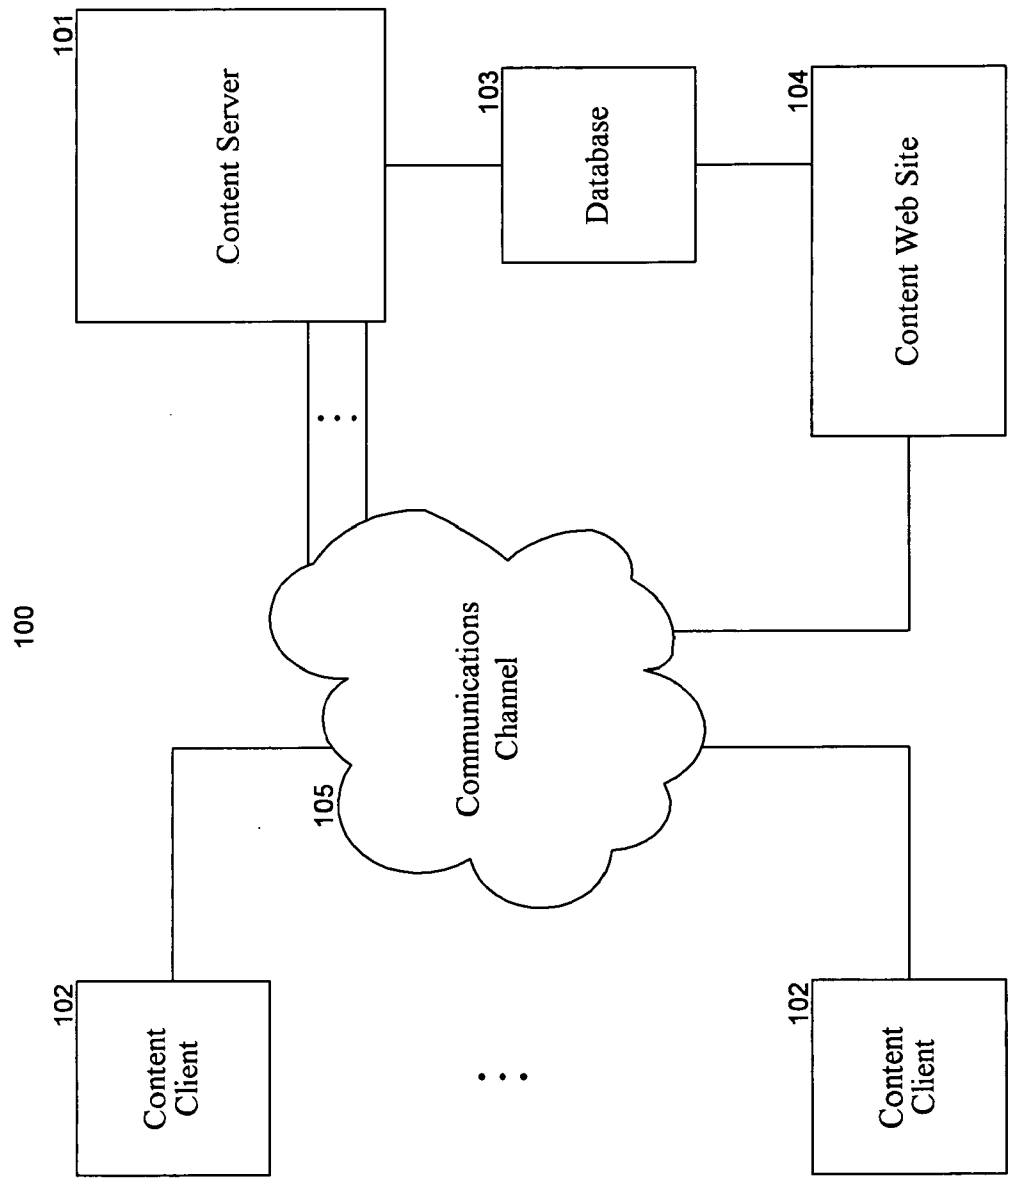 100
102
101
Content
Client
Content Server
105
Communications
Channel
103
Database
102
104
Content
Client
Content Web Site